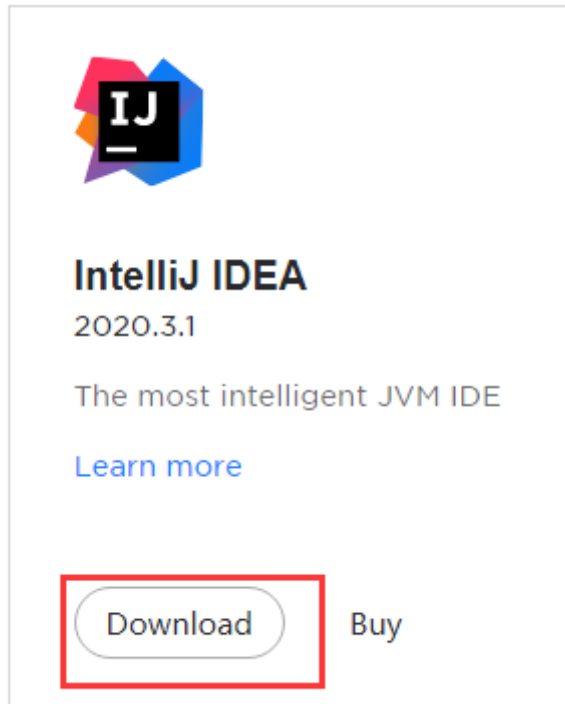 IJ
IntelliJ IDEA
2020.3.1
The most intelligent JVM IDE
Learn more
Download Buy